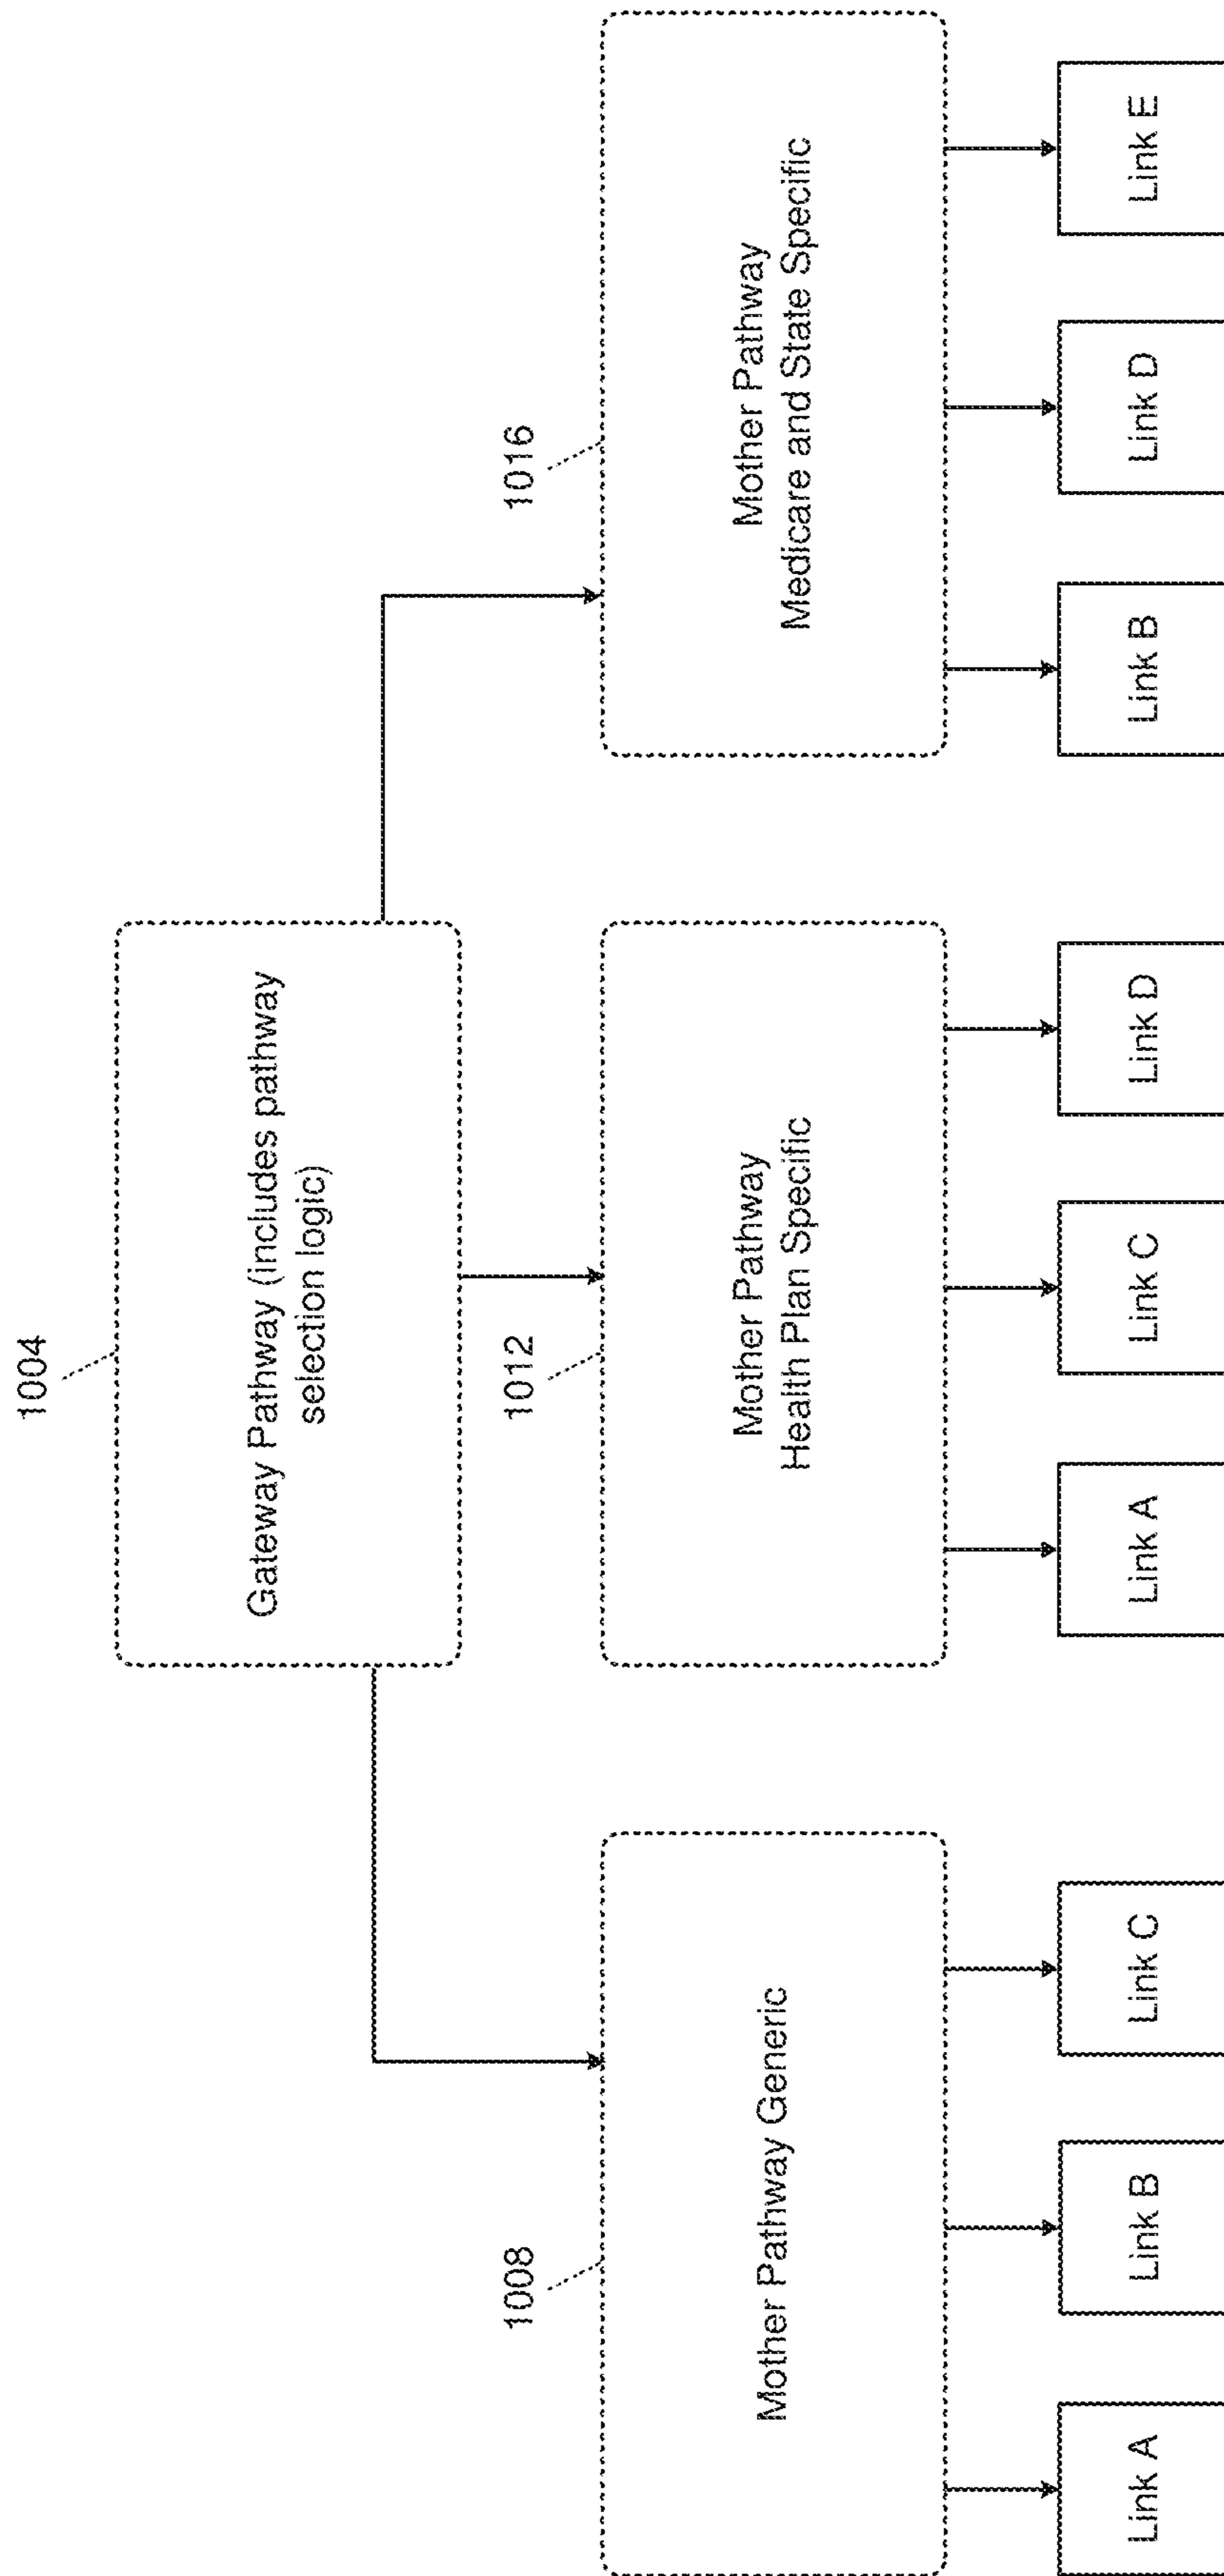 1004
Gateway Pathway (includes pathway
selection logic)
1008
1012
1016
Mother Pathway Generic
Mother Pathway
Health Plan Specific
Mother Pathway
Medicare and State Specific
Link A
Link B
Link C
Link A
Link C
Link D
Link B
Link D
Link E